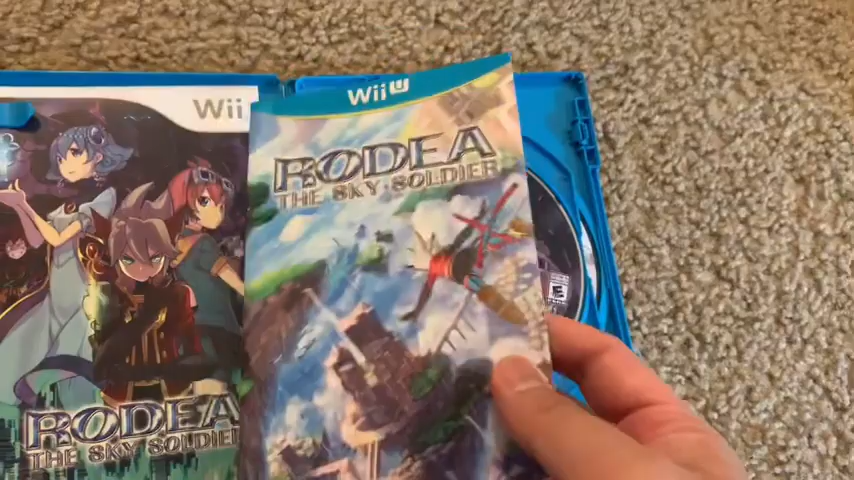 Wii
RODEA
THE SKY SOLDIER
Wii U
RODEA
THE SKY SOLDIER
E